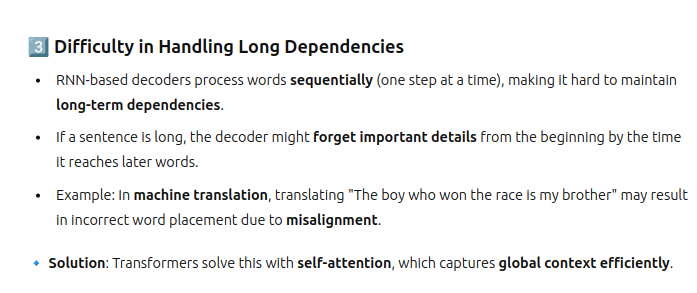 3️⃣ Difficulty in Handling Long Dependencies
• RNN-based decoders process words sequentially (one step at a time), making it hard to maintain
long-term dependencies.
• If a sentence is long, the decoder might forget important details from the beginning by the time
it reaches later words.
• Example: In machine translation, translating "The boy who won the race is my brother" may result
in incorrect word placement due to misalignment.
🔹 Solution: Transformers solve this with self-attention, which captures global context efficiently.